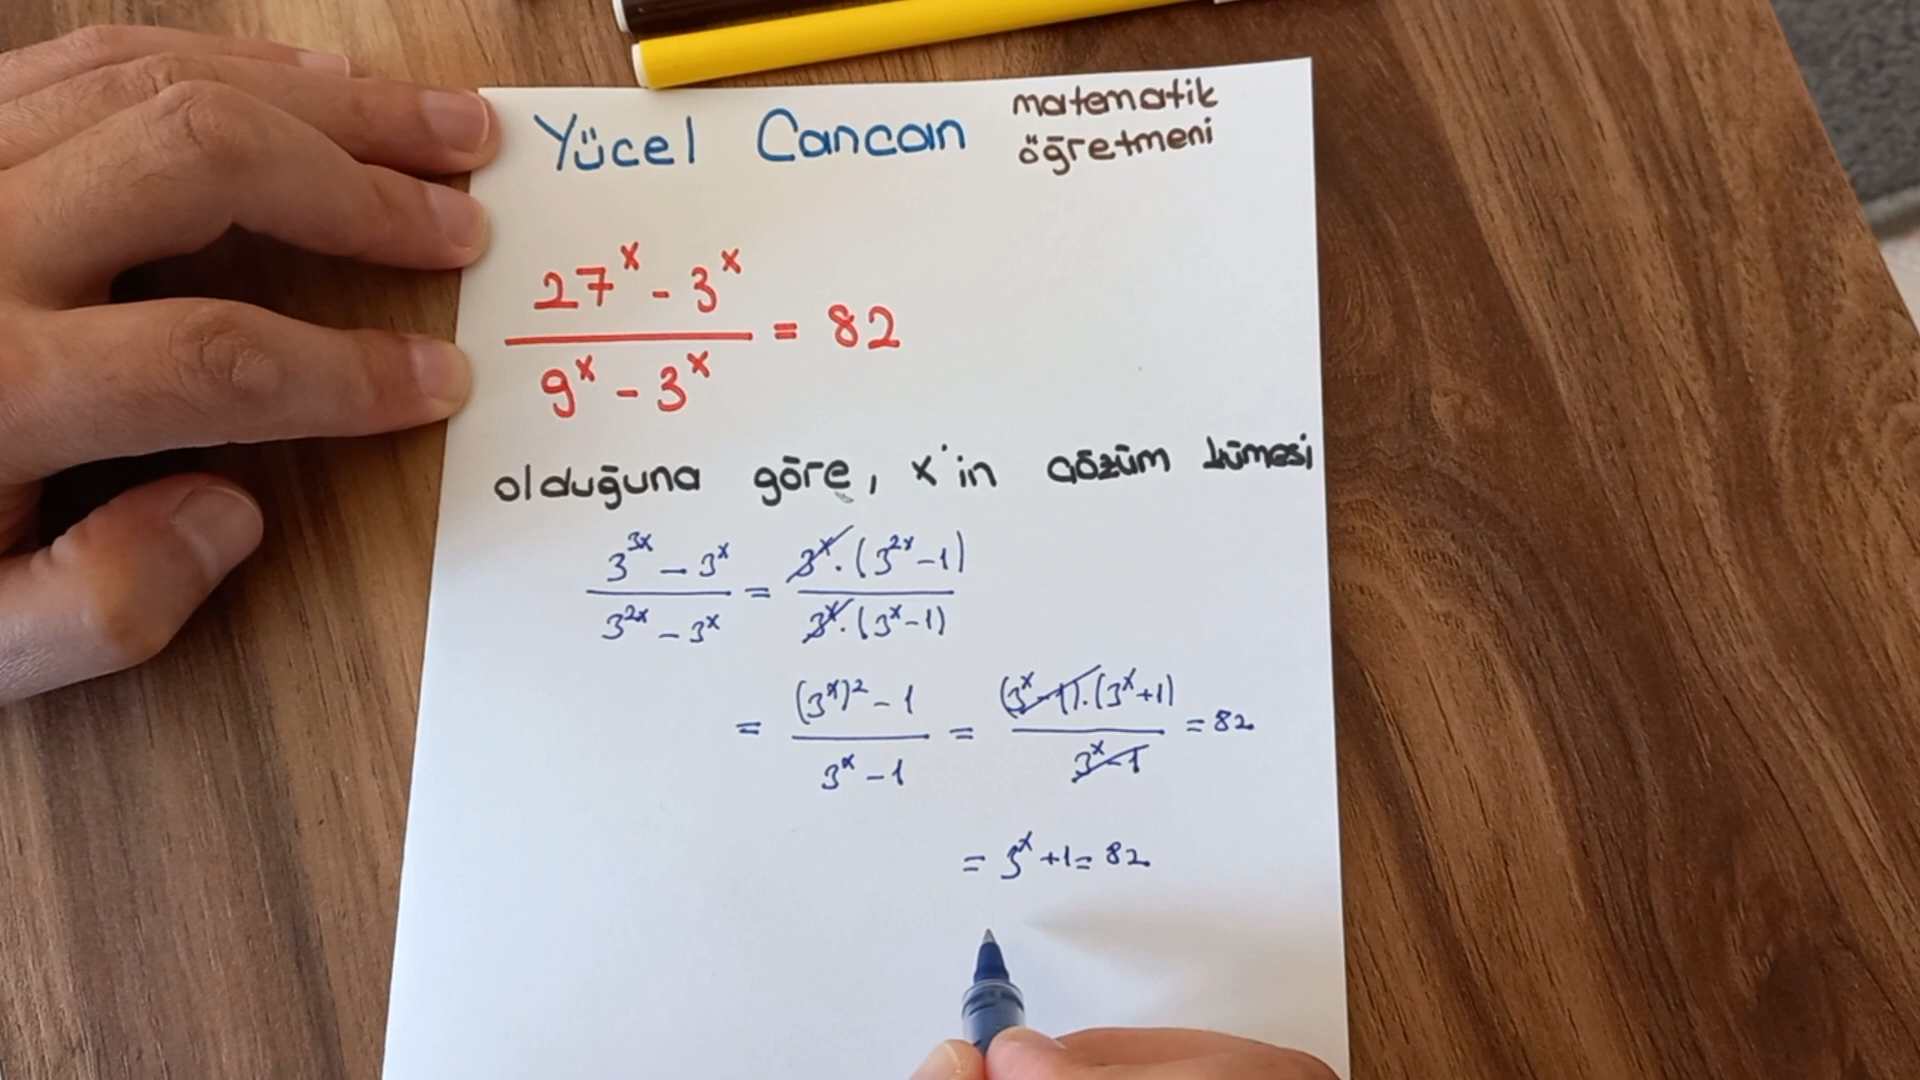 Yücel Cancan matematik öğretmeni
27^x - 3^x / 9^x - 3^x = 82
olduğuna göre, x'in çözüm kümesi
3^3x - 3^x / 3^2x - 3^x = 3^x . (3^2x - 1) / 3^x . (3^x - 1)
= (3^x)^2 - 1 / 3^x - 1 = (3^x - 1) . (3^x + 1) / 3^x - 1 = 82
= 3^x + 1 = 82